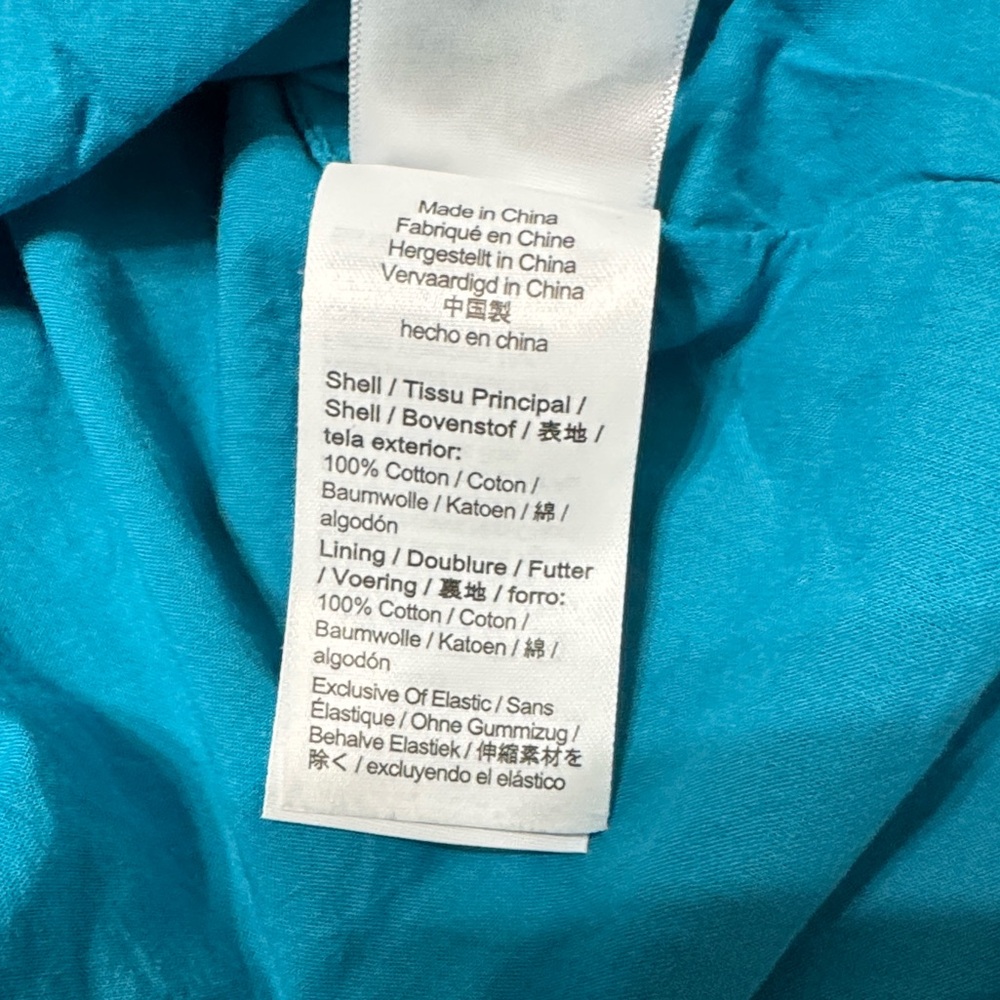 Made in China
Fabriqué en Chine
Hergestellt in China
Vervaardigd in China
中国製
hecho en china
Shell / Tissu Principal /
Shell / Bovenstof / 表地 /
tela exterior:
100% Cotton / Coton /
Baumwolle / Katoen / 綿 /
algodón
Lining / Doublure / Futter
/ Voering / 裏地 / forro:
100% Cotton / Coton /
Baumwolle / Katoen / 綿 /
algodón
Exclusive Of Elastic / Sans
Élastique / Ohne Gummizug /
Behalve Elastiek / 伸縮素材を
除く / excluyendo el elástico